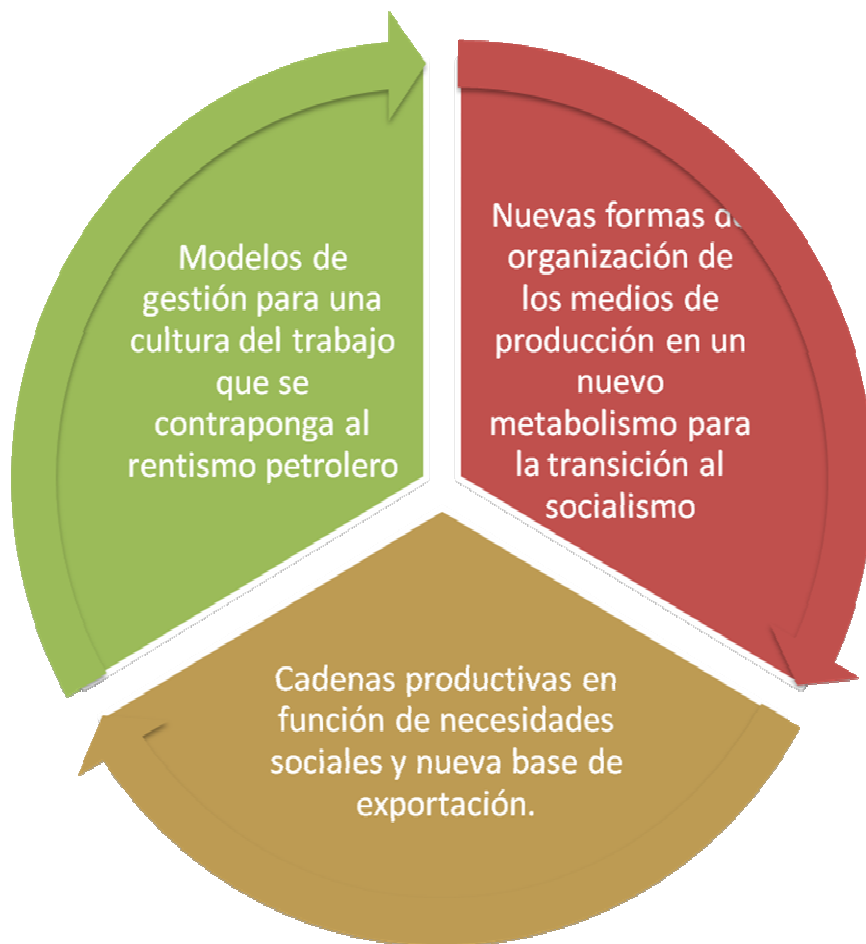 Modelos de
gestión para una
cultura del trabajo
que se
contraponga al
rentismo petrolero
Nuevas formas de
organización de
los medios de
producción en un
nuevo
metabolismo para
la transición al
socialismo
Cadenas productivas en
función de necesidades
sociales y nueva base de
exportación.